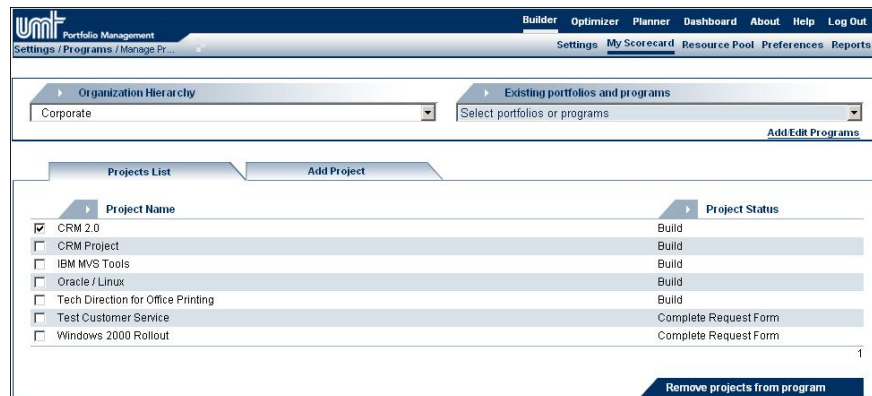 umt Portfolio Management
Builder Optimizer Planner Dashboard About Help Log Out
Settings / Programs / Manage Pr...
Settings My Scorecard Resource Pool Preferences Reports
Organization Hierarchy
Existing portfolios and programs
Corporate
Select portfolios or programs
Add/Edit Programs
Projects List
Add Project
Project Name Project Status
CRM 2.0 Build
CRM Project Build
IBM MVS Tools Build
Oracle / Linux Build
Tech Direction for Office Printing Build
Test Customer Service Complete Request Form
Windows 2000 Rollout Complete Request Form
1
Remove projects from program